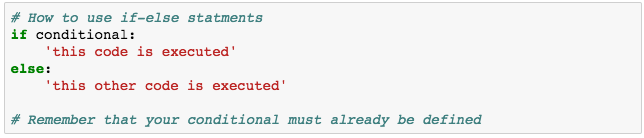 # How to use if-else statments
if conditional:
    'this code is executed'
else:
    'this other code is executed'

# Remember that your conditional must already be defined